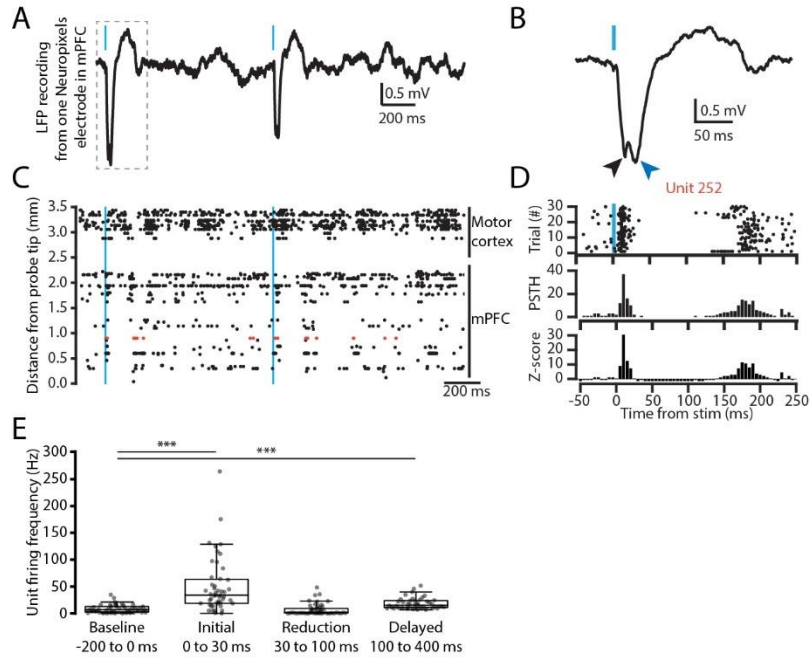 A
LFP recording
from one Neuropixels
electrode in mPFC
0.5 mV
200 ms
B
0.5 mV
50 ms
C
Distance from probe tip (mm)
3.5
3.0
2.5
2.0
1.5
1.0
0.5
0.0
Motor
cortex
mPFC
200 ms
Unit 252
D
Trial (#)
30
20
10
0
PSTH
40
20
0
Z-score
30
20
10
0
-50 0 50 100 150 200 250
Time from stim (ms)
E
Unit firing frequency (Hz)
300
250
200
150
100
50
0
***
***
Baseline Initial Reduction Delayed
-200 to 0 ms 0 to 30 ms 30 to 100 ms 100 to 400 ms